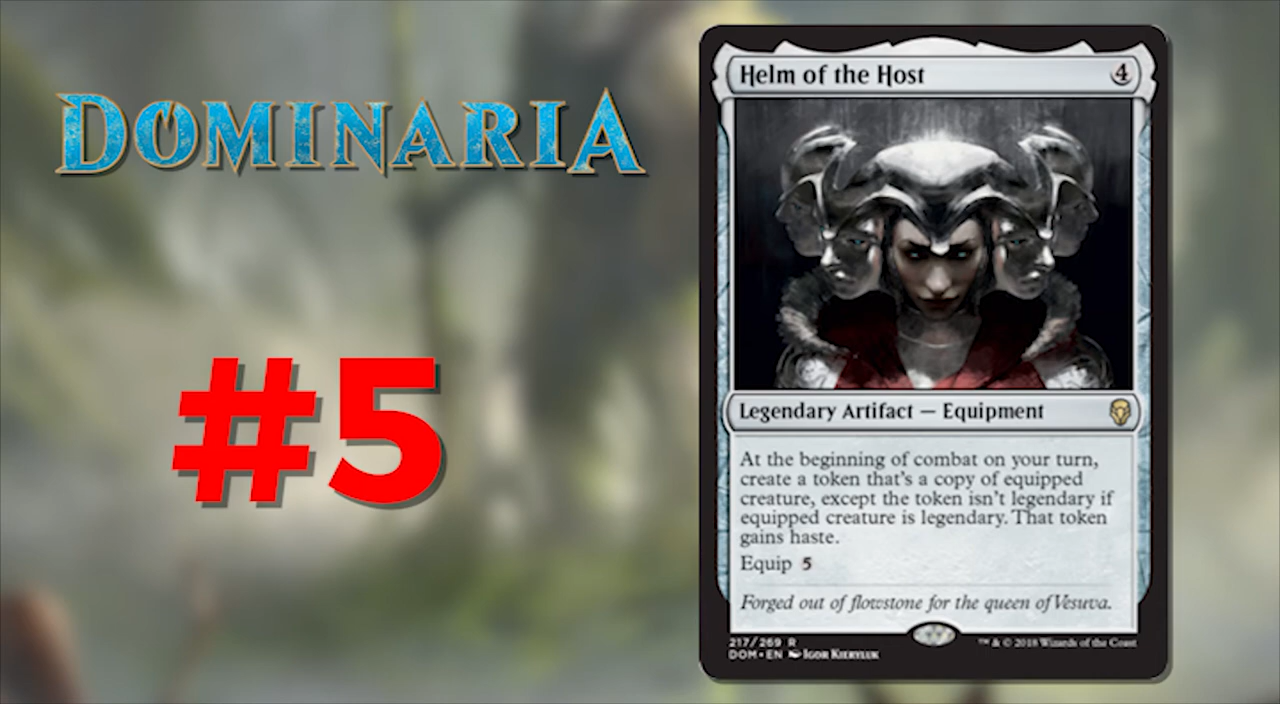 DOMINARIA
#5
Helm of the Host 4
Legendary Artifact — Equipment
At the beginning of combat on your turn,
create a token that's a copy of equipped
creature, except the token isn't legendary if
equipped creature is legendary. That token
gains haste.
Equip 5
Forged out of flowstone for the queen of Vesuva.
217/269 R
DOM • EN IGOR KIERYLUK
™ & © 2018 Wizards of the Coast